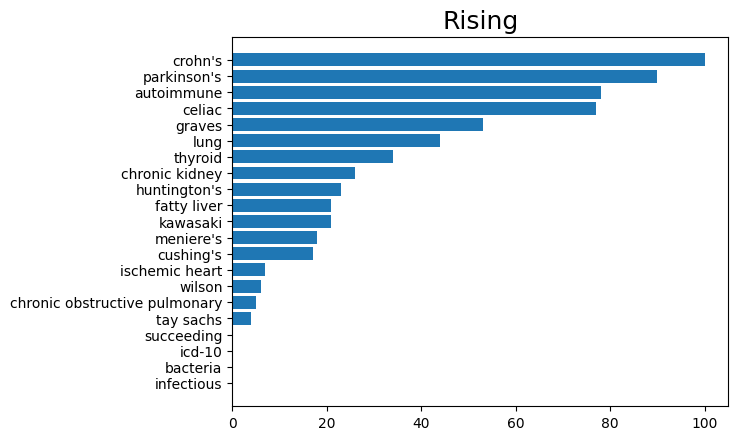 Rising
crohn's
parkinson's
autoimmune
celiac
graves
lung
thyroid
chronic kidney
huntington's
fatty liver
kawasaki
meniere's
cushing's
ischemic heart
wilson
chronic obstructive pulmonary
tay sachs
succeeding
icd-10
bacteria
infectious
0 20 40 60 80 100